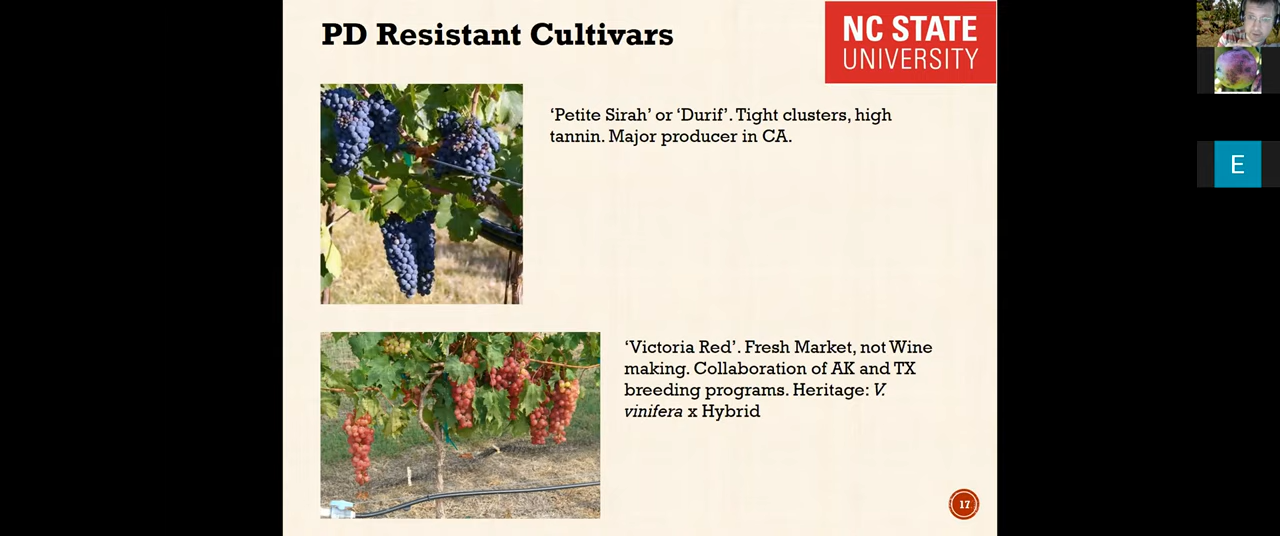 PD Resistant Cultivars
NC STATE
UNIVERSITY
‘Petite Sirah’ or ‘Durif’. Tight clusters, high
tannin. Major producer in CA.
‘Victoria Red’. Fresh Market, not Wine
making. Collaboration of AK and TX
breeding programs. Heritage: V.
vinifera x Hybrid
17
E